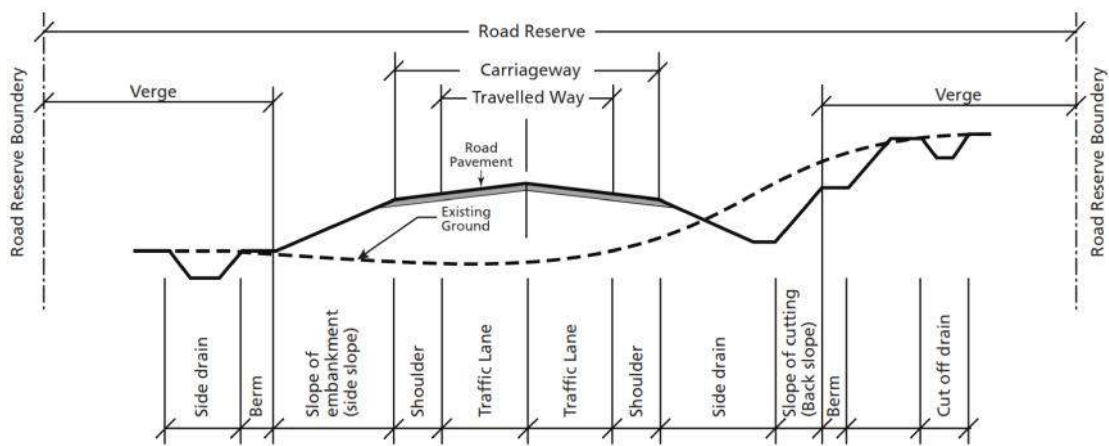 Road Reserve
Carriageway
Verge
Travelled Way
Verge
Road Reserve Boundery
Road Reserve Boundery
Road
Pavement
Existing
Ground
Side drain
Berm
Slope of
embankment
(side slope)
Shoulder
Traffic Lane
Traffic Lane
Shoulder
Side drain
Slope of cutting
(Back slope)
Berm
Cut off drain